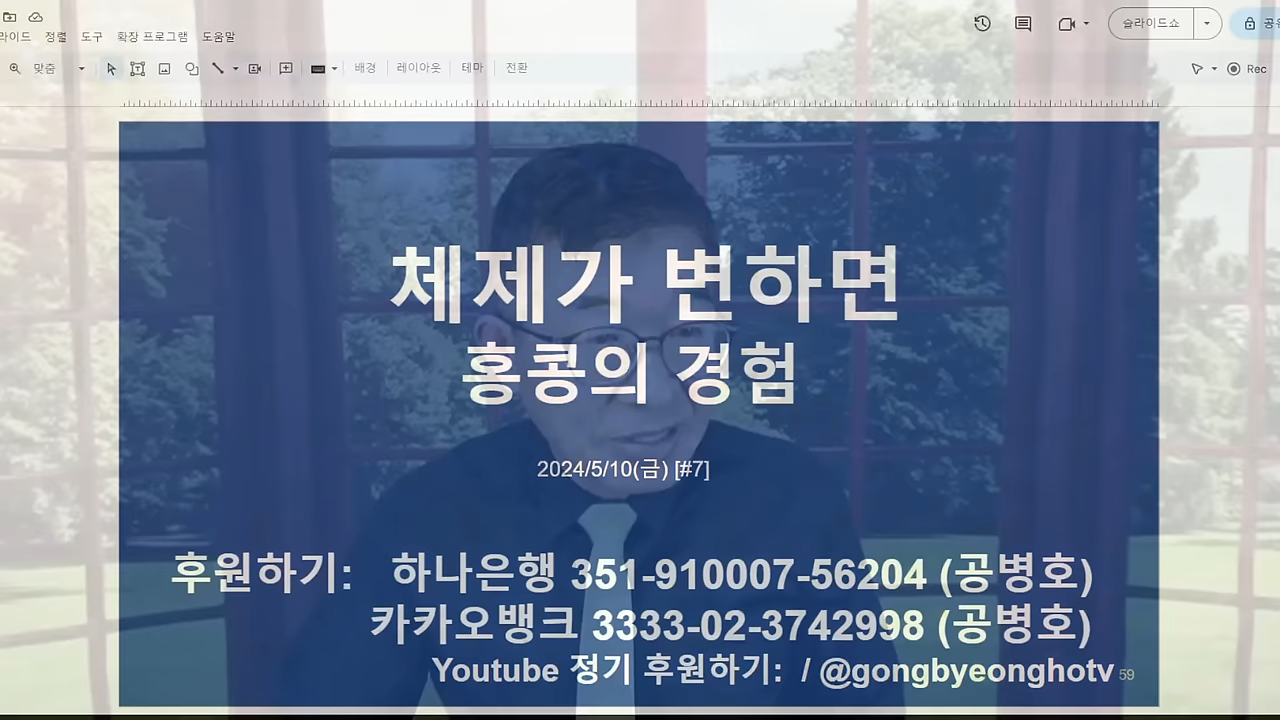 라이드 정렬 도구 확장 프로그램 도움말
슬라이드쇼
맞춤 배경 레이아웃 테마 전환 Rec
체제가 변하면
홍콩의 경험
2024/5/10(금) [#7]
후원하기: 하나은행 351-910007-56204 (공병호)
카카오뱅크 3333-02-3742998 (공병호)
Youtube 정기 후원하기: / @gongbyeonghotv 59